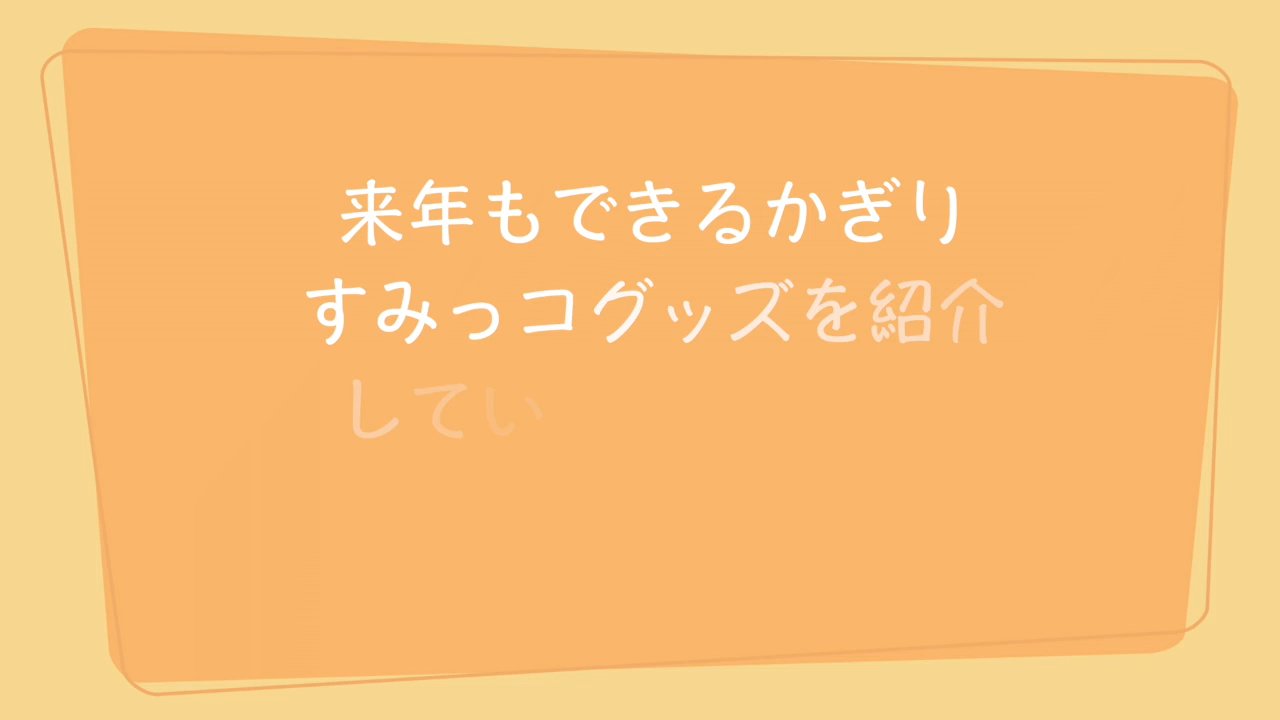 来年もできるかぎり
すみっコグッズを紹介
してい